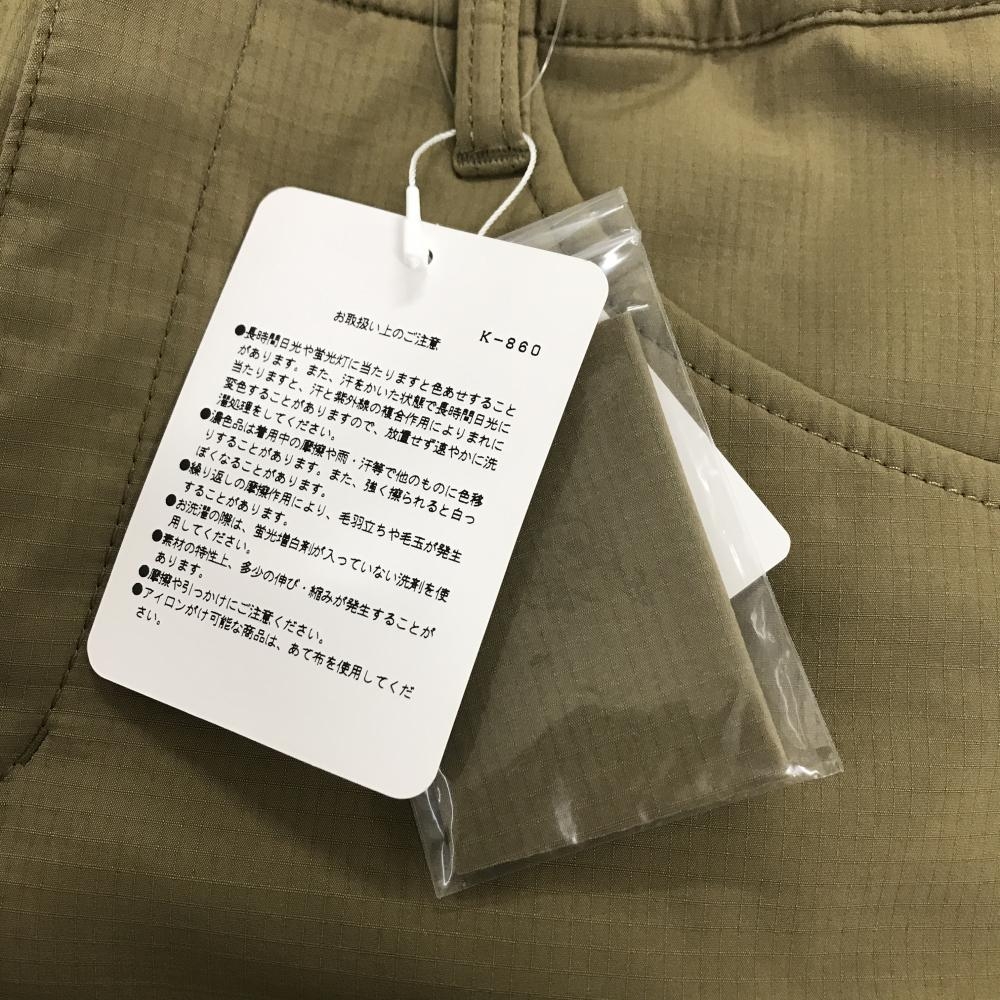 お取扱い上のご注意 K-860
●長時間日光や蛍光灯に当たりますと色あせすること
があります。また、汗をかいた状態で長時間日光に
当たりますと、汗と紫外線の複合作用によりまれに
変色することがありますので、放置せず速やかに洗
濯処理をしてください。
●濃色品は着用中の摩擦や雨・汗等で他のものに色移
りすることがあります。また、強く擦られると白っ
ぽくなることがあります。
●繰り返しの摩擦作用により、毛羽立ちや毛玉が発生
することがあります。
●お洗濯の際は、蛍光増白剤が入っていない洗剤を使
用してください。
●素材の特性上、多少の伸び・縮みが発生することが
あります。
●摩擦や引っかけにご注意ください。
●アイロンがけ可能な商品は、あて布を使用してくだ
さい。